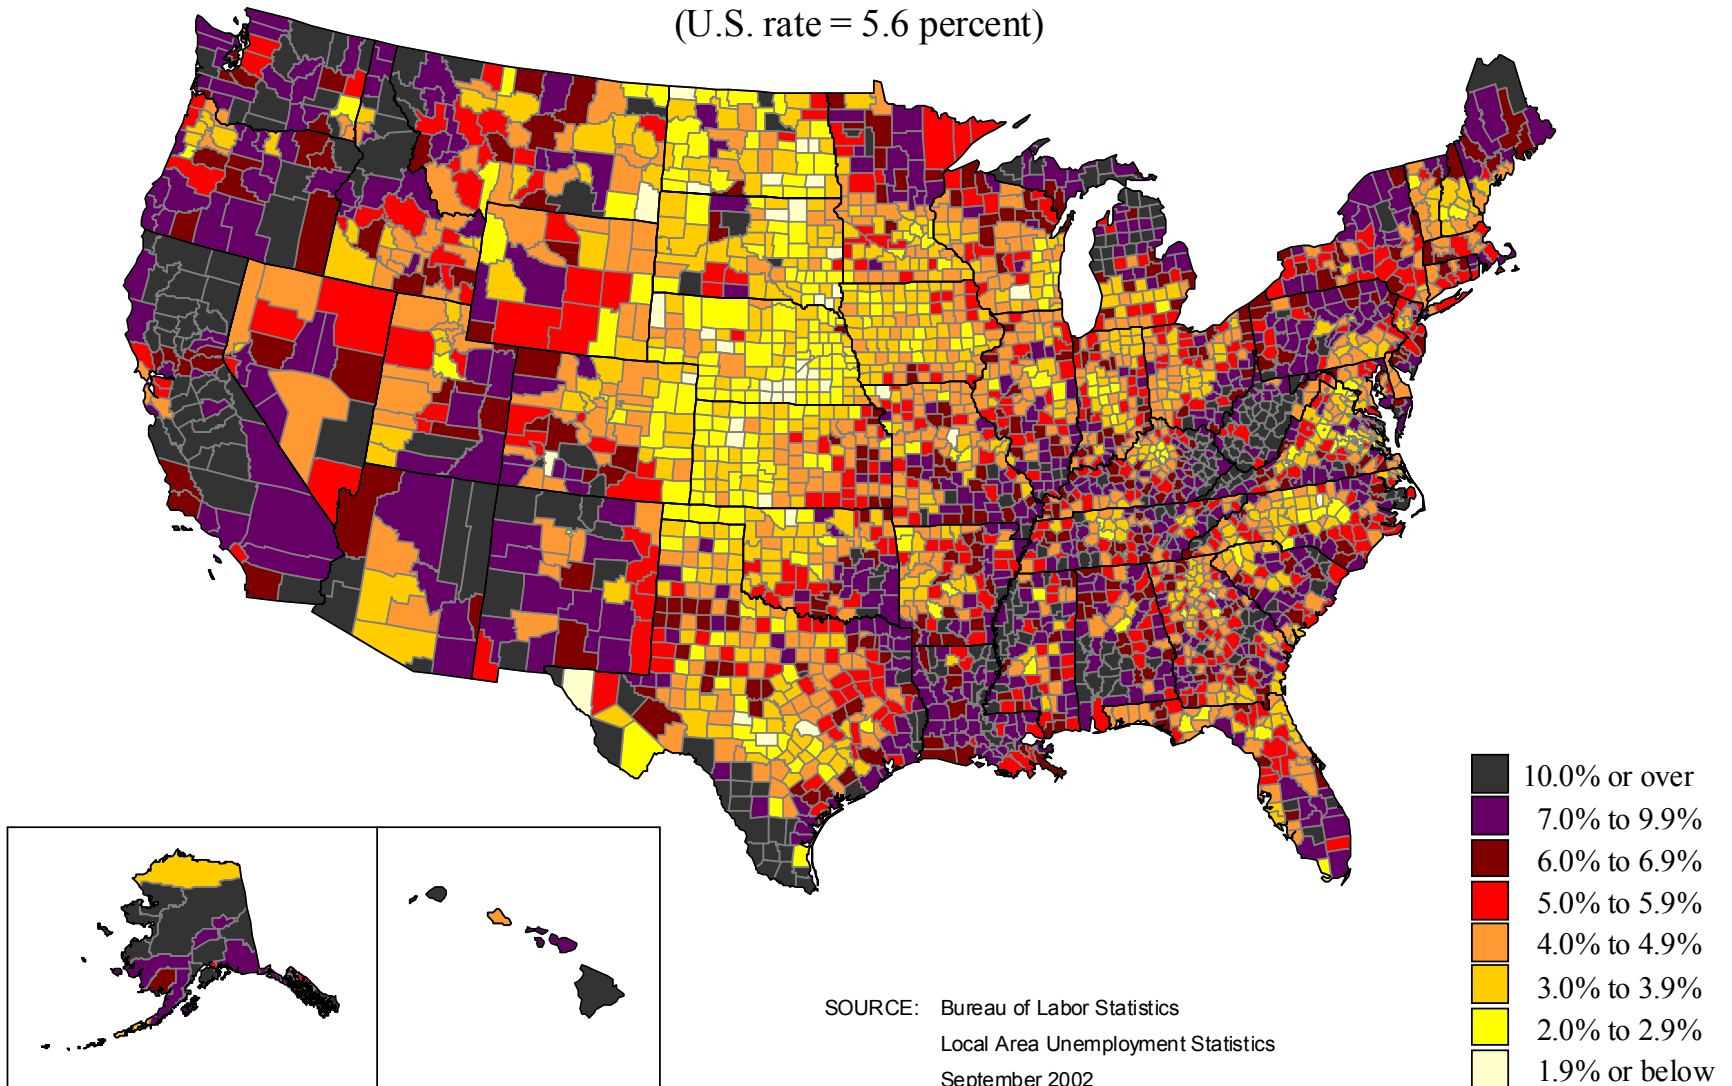 (U.S. rate = 5.6 percent)
10.0% or over
7.0% to 9.9%
6.0% to 6.9%
5.0% to 5.9%
4.0% to 4.9%
3.0% to 3.9%
2.0% to 2.9%
1.9% or below
SOURCE: Bureau of Labor Statistics
Local Area Unemployment Statistics
September 2002